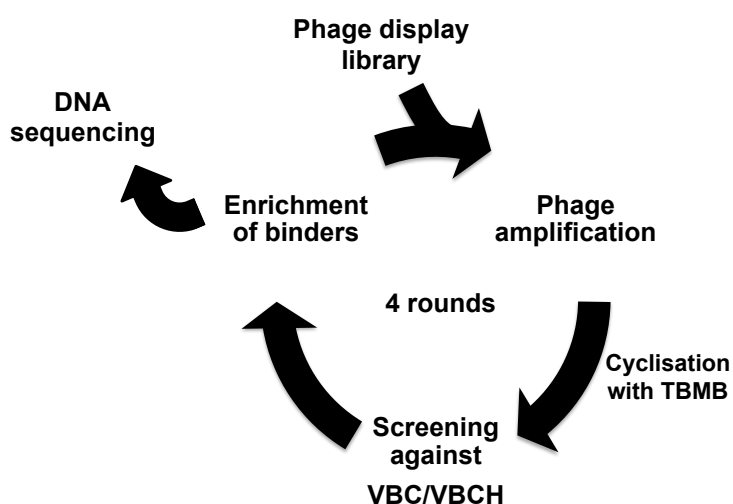 Phage display
library
DNA
sequencing
Enrichment
of binders
Phage
amplification
4 rounds
Cyclisation
with TBMB
Screening
against
VBC/VBCH